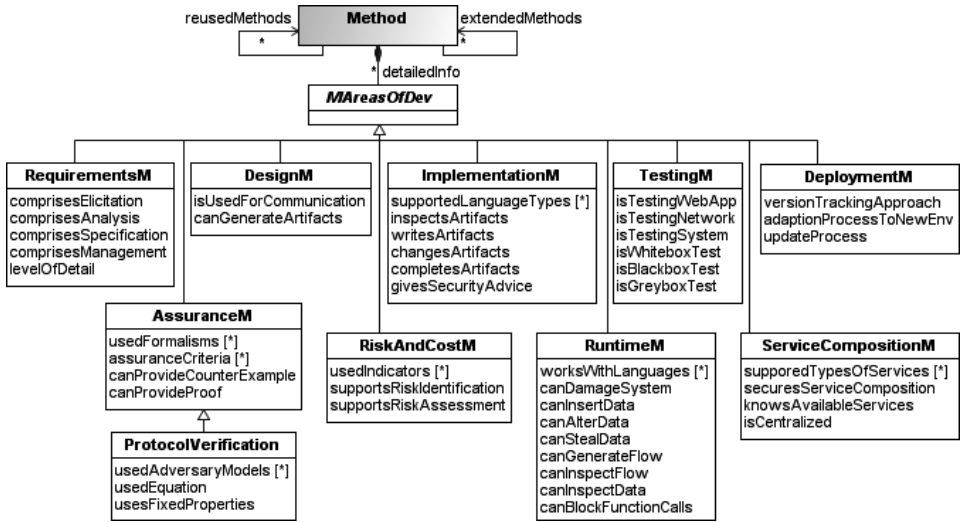 reusedMethods
Method
extendedMethods
*
*
* detailedInfo
MAreasOfDev
RequirementsM
comprisesElicitation
comprisesAnalysis
comprisesSpecification
comprisesManagement
levelOfDetail
DesignM
isUsedForCommunication
canGenerateArtifacts
ImplementationM
supportedLanguageTypes [*]
inspectsArtifacts
writesArtifacts
changesArtifacts
completesArtifacts
givesSecurityAdvice
TestingM
isTestingWebApp
isTestingNetwork
isTestingSystem
isWhiteboxTest
isBlackboxTest
isGreyboxTest
DeploymentM
versionTrackingApproach
adaptionProcessToNewEnv
updateProcess
AssuranceM
usedFormalisms [*]
assuranceCriteria [*]
canProvideCounterExample
canProvideProof
RiskAndCostM
usedIndicators [*]
supportsRiskIdentification
supportsRiskAssessment
RuntimeM
worksWithLanguages [*]
canDamageSystem
canInsertData
canAlterData
canStealData
canGenerateFlow
canInspectFlow
canInspectData
canBlockFunctionCalls
ServiceCompositionM
supporedTypesOfServices [*]
securesServiceComposition
knowsAvailableServices
isCentralized
ProtocolVerification
usedAdversaryModels [*]
usedEquation
usesFixedProperties